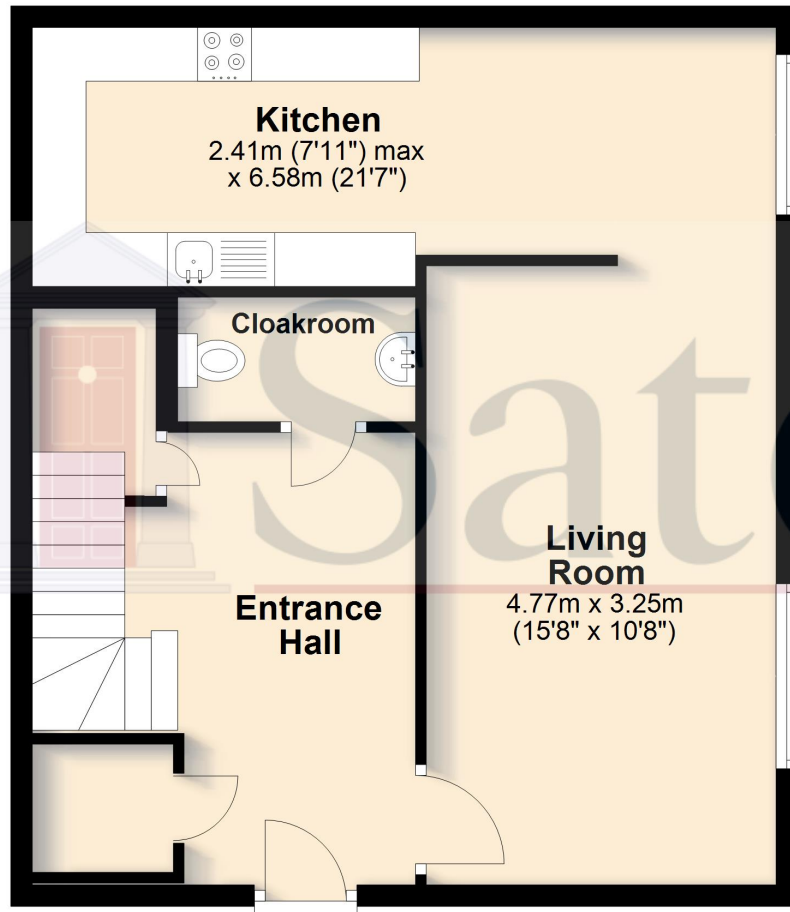 Kitchen
2.41m (7'11") max
x 6.58m (21'7")
Cloakroom
Living
Room
4.77m x 3.25m
(15'8" x 10'8")
Entrance
Hall